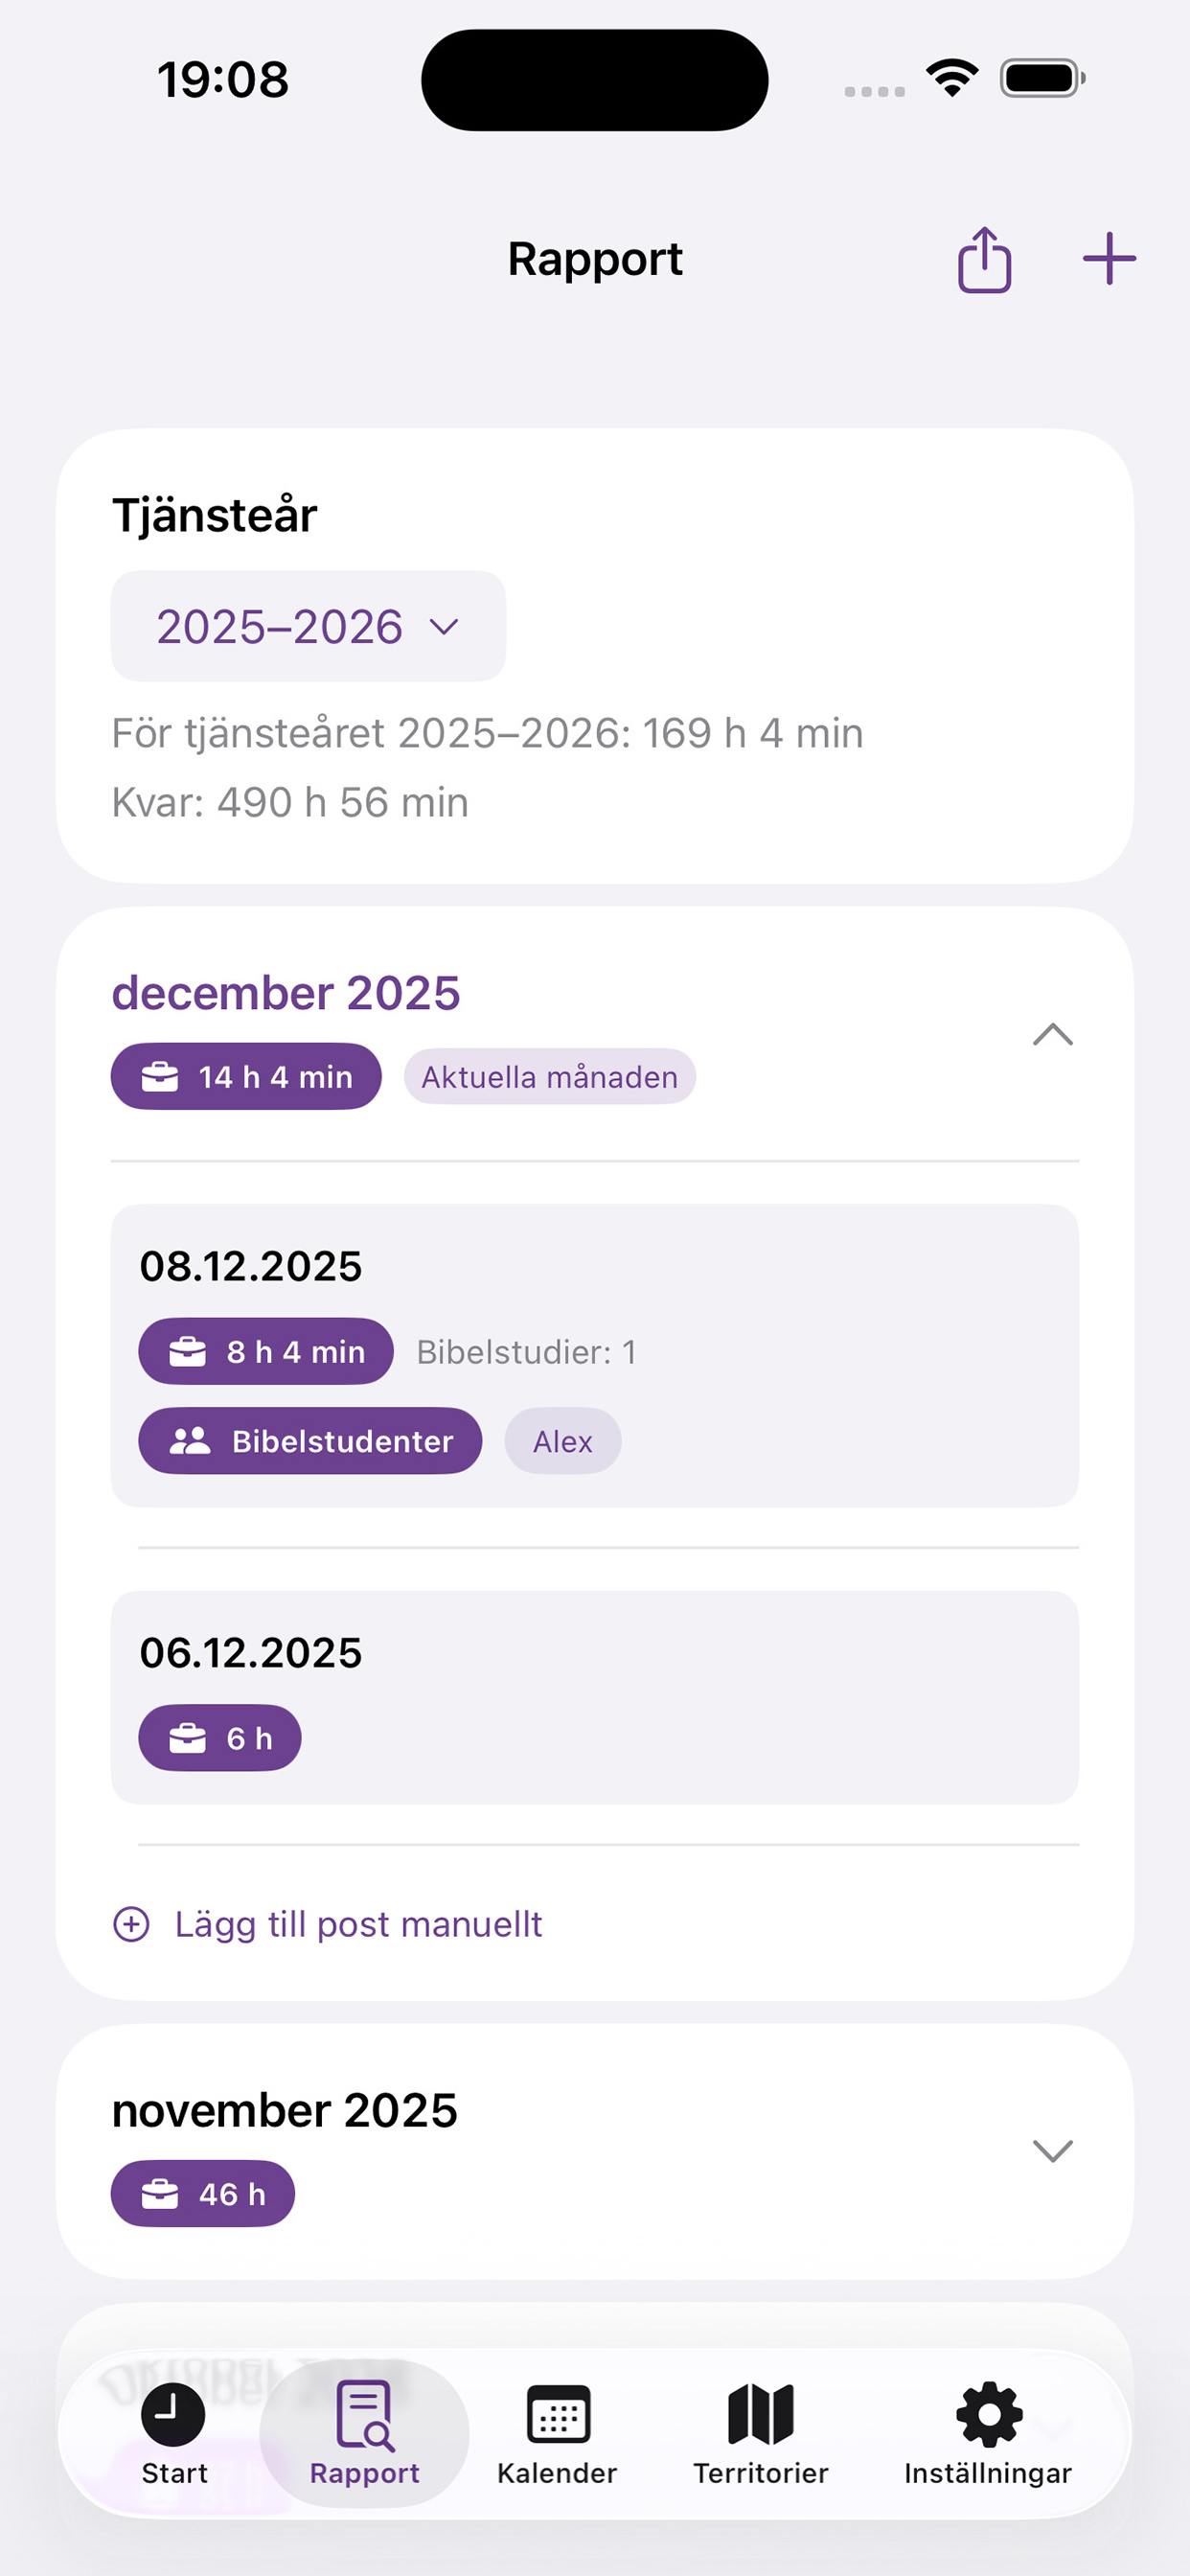 19:08
Rapport
Tjänsteår
2025–2026
För tjänsteåret 2025–2026: 169 h 4 min
Kvar: 490 h 56 min
december 2025
14 h 4 min Aktuella månaden
08.12.2025
8 h 4 min Bibelstudier: 1
Bibelstudenter Alex
06.12.2025
6 h
Lägg till post manuellt
november 2025
46 h
Start Rapport Kalender Territorier Inställningar